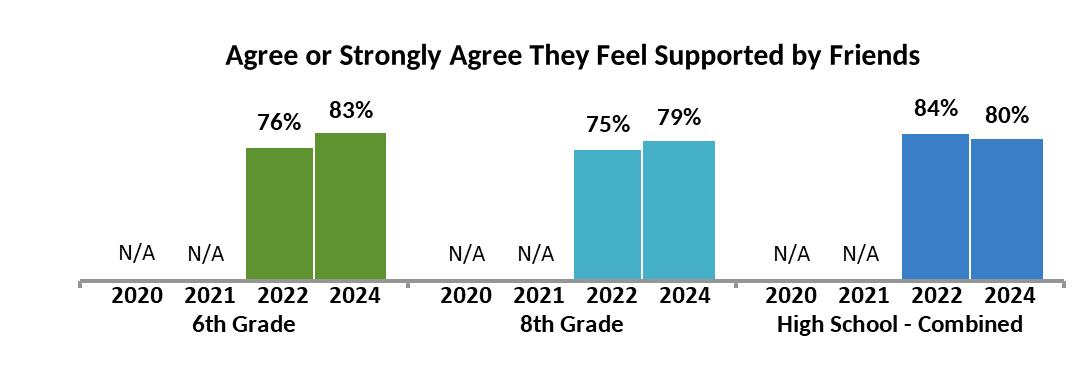 Agree or Strongly Agree They Feel Supported by Friends
76% 83% 75% 79% 84% 80%
N/A N/A N/A N/A N/A N/A
2020 2021 2022 2024 2020 2021 2022 2024 2020 2021 2022 2024
6th Grade 8th Grade High School - Combined